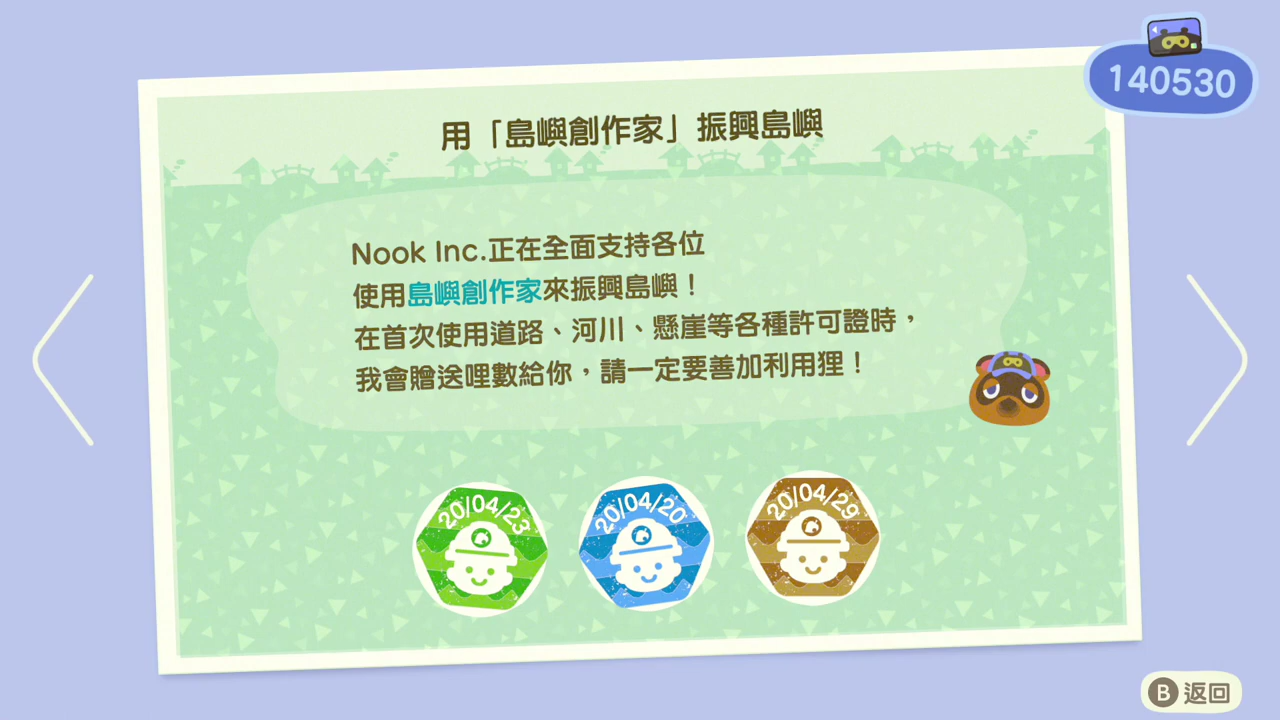 140530
用「島嶼創作家」振興島嶼
Nook Inc.正在全面支持各位
使用島嶼創作家來振興島嶼！
在首次使用道路、河川、懸崖等各種許可證時，
我會贈送哩數給你，請一定要善加利用狸！
20/04/23
20/04/20
20/04/29
B 返回